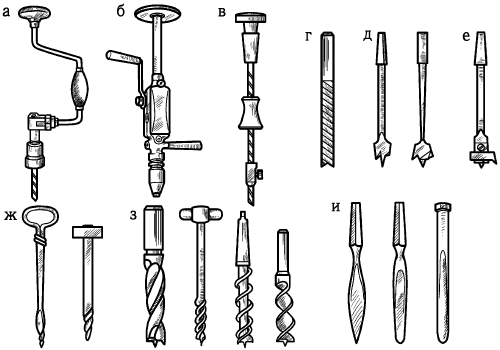 а б в г д е
ж з и